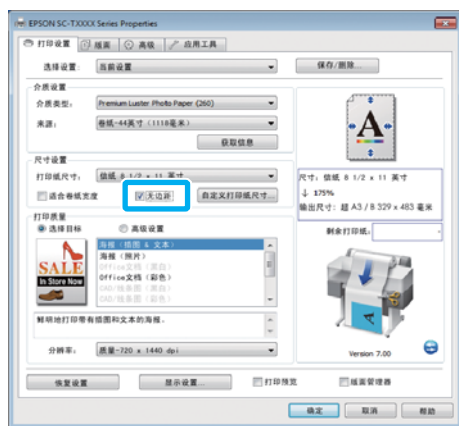 EPSON SC-TXXXX Series Properties
打印设置 版面 高级 应用工具
选择设置: 当前设置 保存/删除...
介质设置
介质类型: Premium Luster Photo Paper (260)
来源: 卷纸-44英寸 (1118毫米)
获取信息
尺寸设置
打印纸尺寸: 信纸 8 1/2 x 11 英寸
适合卷纸宽度 无边距 自定义打印纸尺寸...
打印质量
选择目标 高级设置
SALE
In Store Now
海报 (插图 & 文本)
海报 (照片)
Office文档 (黑白)
Office文档 (彩色)
CAD/线条图 (黑白)
CAD/线条图 (彩色)
鲜明地打印带有插图和文本的海报.
分辨率: 质量-720 x 1440 dpi
A
尺寸: 信纸 8 1/2 x 11 英寸
↓ 175%
输出尺寸: 超 A3 / B 329 x 483 毫米
剩余打印纸:
A
Version 7.00
恢复设置 显示设置... 打印预览 版面管理器
确定 取消 帮助